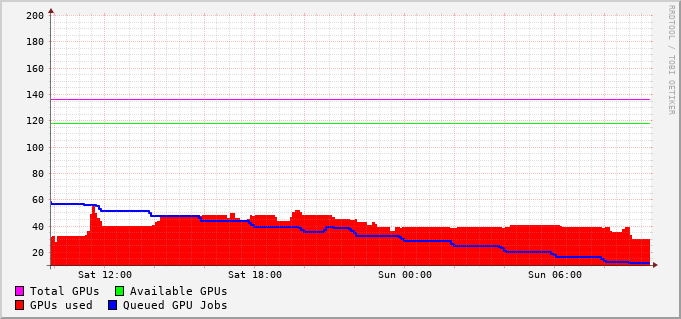 200
180
160
140
120
100
80
60
40
20
Sat 12:00 Sat 18:00 Sun 00:00 Sun 06:00
Total GPUs Available GPUs
GPUs used Queued GPU Jobs
RRDTOOL / TOBI OETIKER